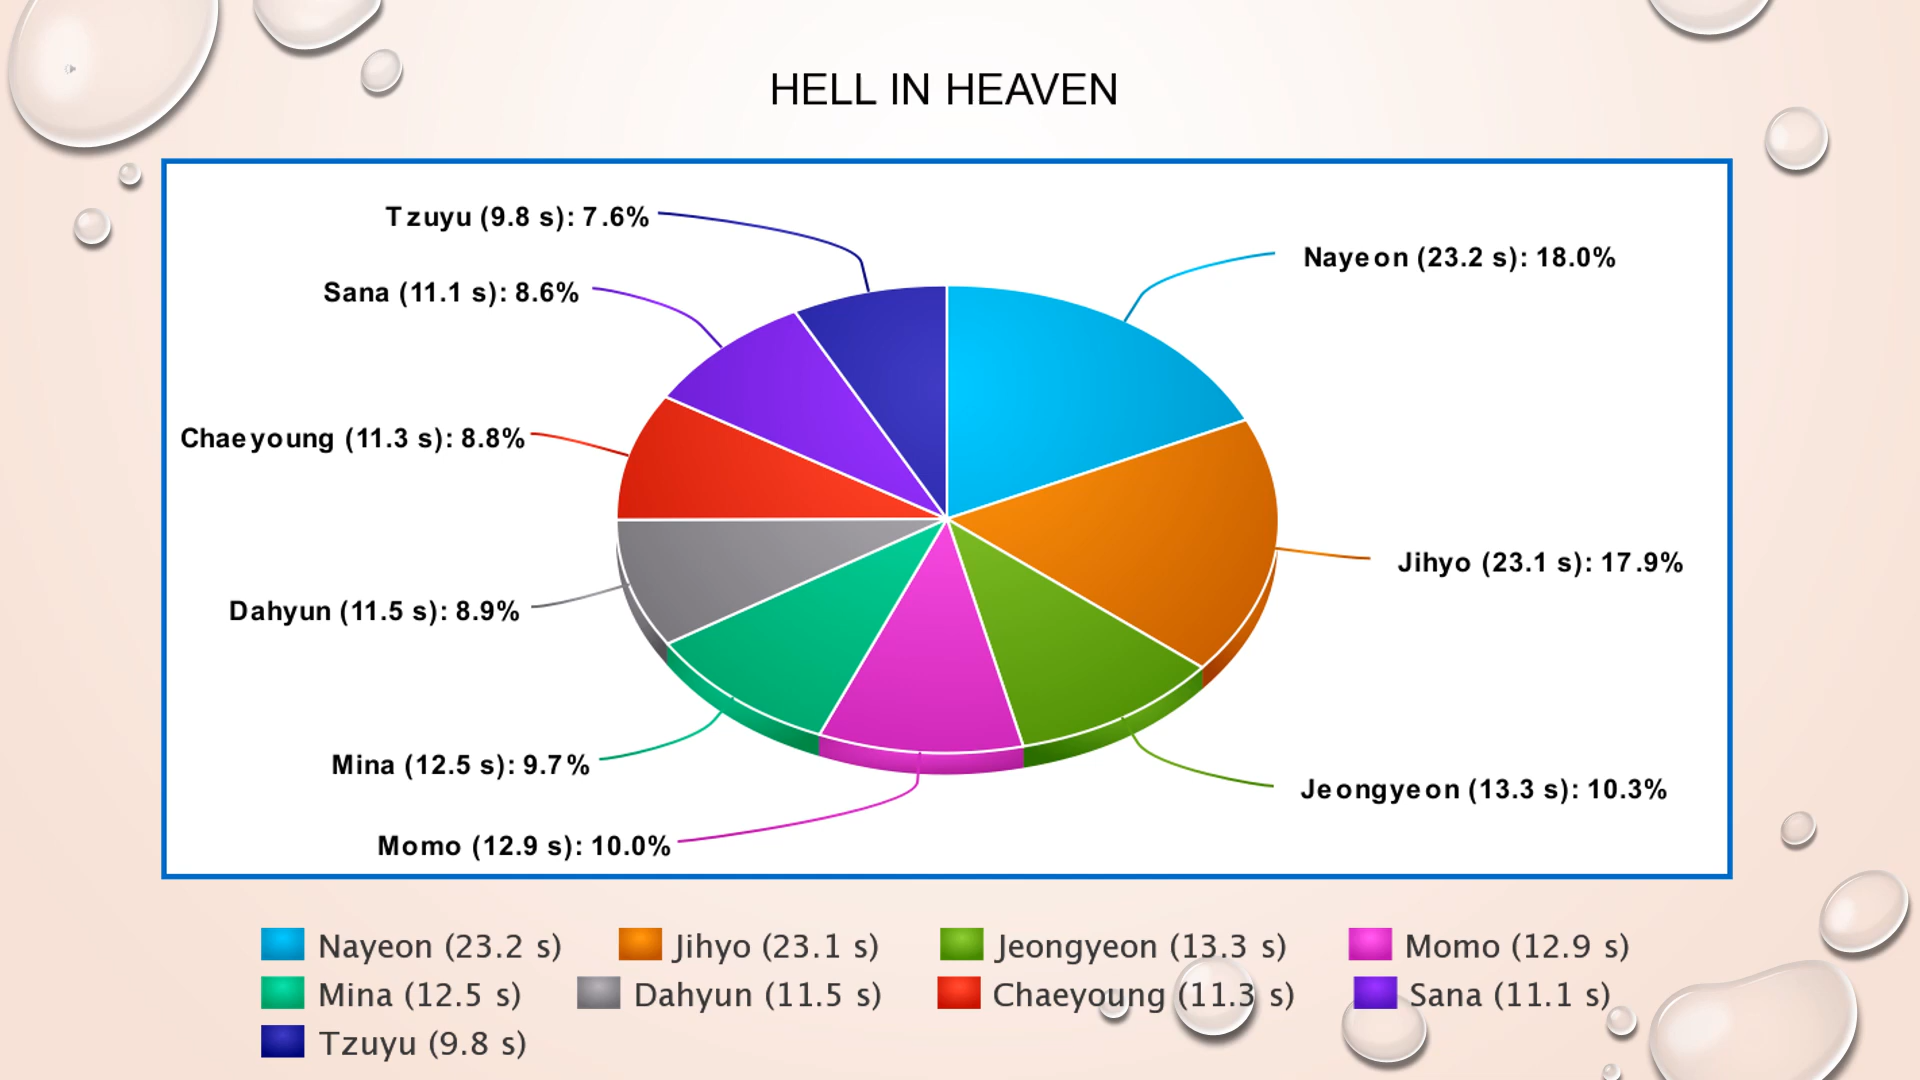 HELL IN HEAVEN
Tzuyu (9.8 s): 7.6%
Nayeon (23.2 s): 18.0%
Sana (11.1 s): 8.6%
Chaeyoung (11.3 s): 8.8%
Jihyo (23.1 s): 17.9%
Dahyun (11.5 s): 8.9%
Mina (12.5 s): 9.7%
Jeongyeon (13.3 s): 10.3%
Momo (12.9 s): 10.0%
Nayeon (23.2 s) Jihyo (23.1 s) Jeongyeon (13.3 s) Momo (12.9 s)
Mina (12.5 s) Dahyun (11.5 s) Chaeyoung (11.3 s) Sana (11.1 s)
Tzuyu (9.8 s)